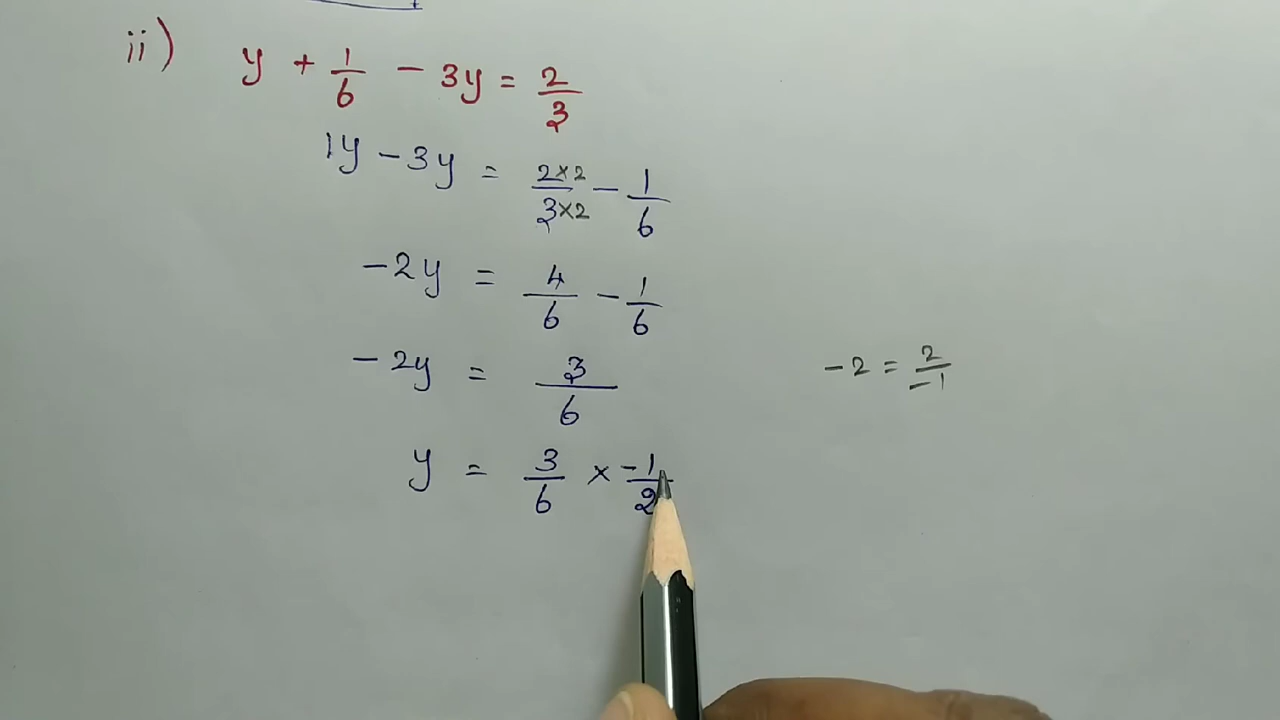 ii) y + 1/6 - 3y = 2/3
1y - 3y = 2×2/3×2 - 1/6
-2y = 4/6 - 1/6
-2y = 3/6
-2 = 2/-1
y = 3/6 × -1/2